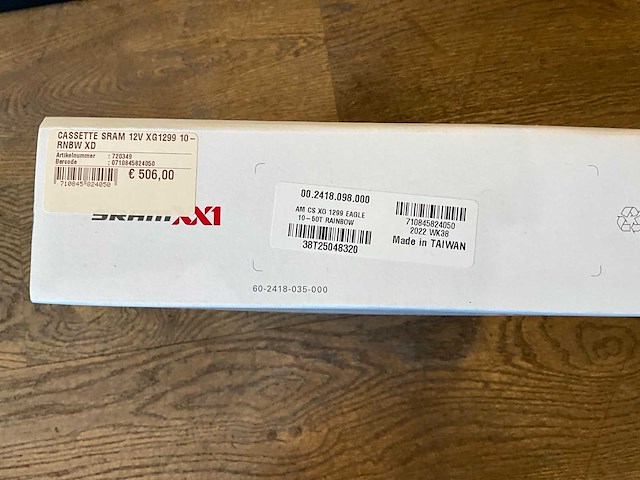 CASSETTE SRAM 12V XG1299 10-
RNBW XD
Artikelnummer : 720349
Barcode : 0710845824050
€ 506,00
710845824050
SRAM XX1
00.2418.098.000
AM CS XG 1299 EAGLE
10-50T RAINBOW
38T25048320
710845824050
2022 WK38
Made in TAIWAN
60-2418-035-000